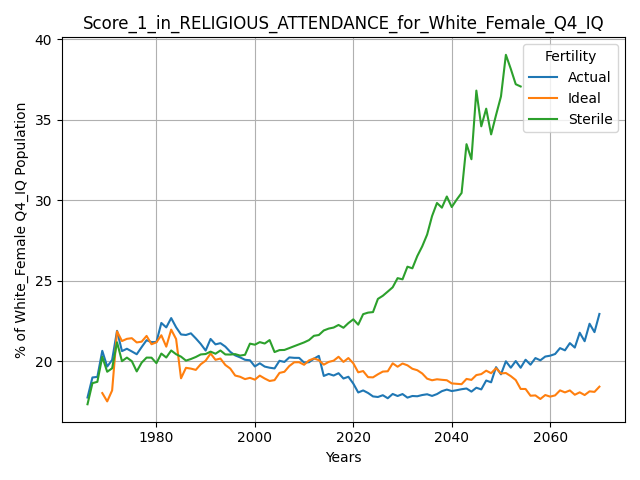 Score_1_in_RELIGIOUS_ATTENDANCE_for_White_Female_Q4_IQ
% of White_Female Q4_IQ Population
40
35
30
25
20
Fertility
Actual
Ideal
Sterile
1980
2000
2020
2040
2060
Years